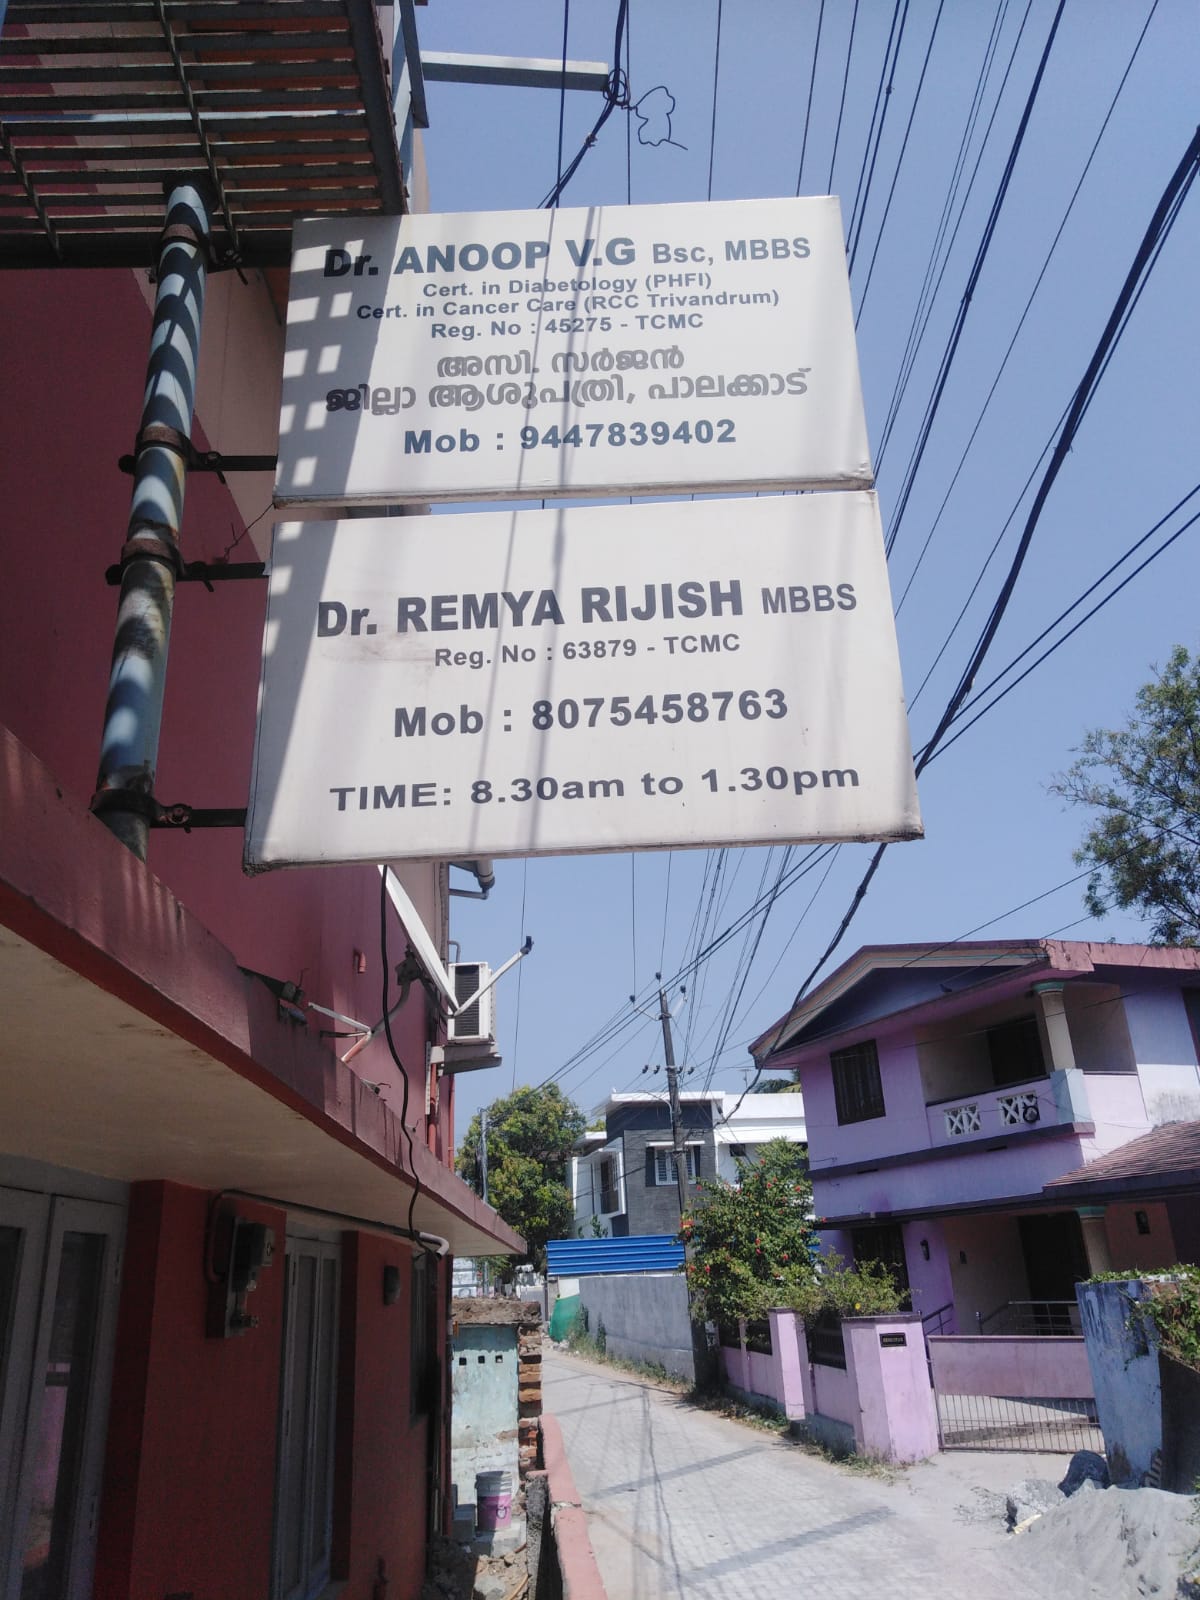 Dr. ANOOP V.G Bsc, MBBS
Cert. in Diabetology (PHFI)
Cert. in Cancer Care (RCC Trivandrum)
Reg. No : 45275 - TCMC
അസി. സർജൻ
ജില്ലാ ആശുപത്രി, പാലക്കാട്
Mob : 9447839402
Dr. REMYA RIJISH MBBS
Reg. No : 63879 - TCMC
Mob : 8075458763
TIME: 8.30am to 1.30pm